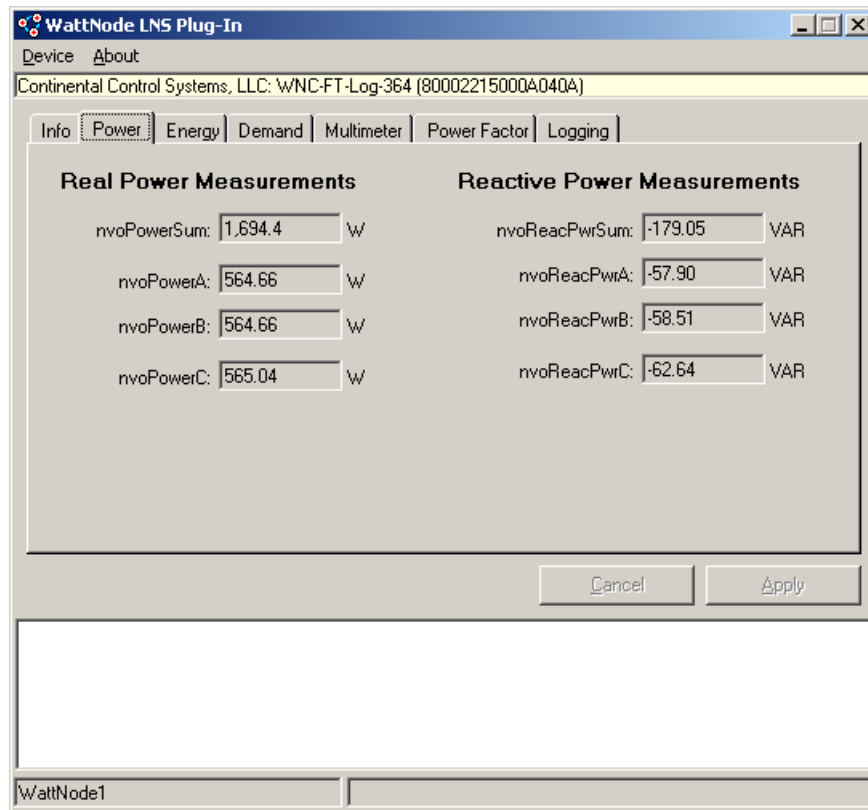 WattNode LNS Plug-In
Device About
Continental Control Systems, LLC: WNC-FT-Log-364 (80002215000A040A)
Info Power Energy Demand Multimeter Power Factor Logging
Real Power Measurements
nvoPowerSum: 1,694.4 W
nvoPowerA: 564.66 W
nvoPowerB: 564.66 W
nvoPowerC: 565.04 W
Reactive Power Measurements
nvoReacPwrSum: -179.05 VAR
nvoReacPwrA: -57.90 VAR
nvoReacPwrB: -58.51 VAR
nvoReacPwrC: -62.64 VAR
Cancel Apply
WattNode1